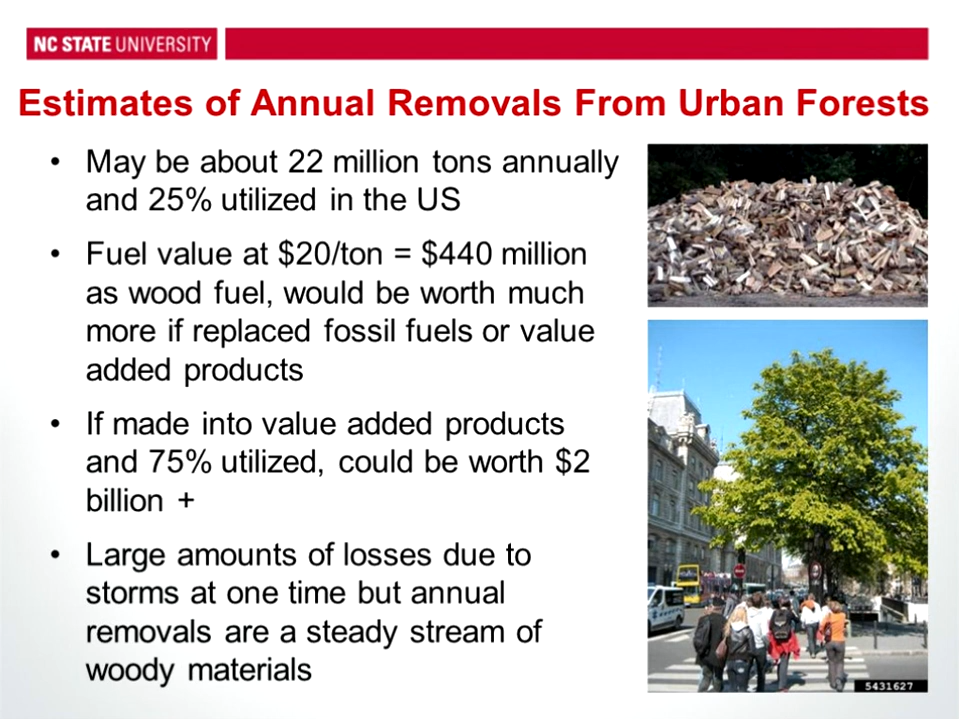 NC STATE UNIVERSITY
Estimates of Annual Removals From Urban Forests
• May be about 22 million tons annually
and 25% utilized in the US
• Fuel value at $20/ton = $440 million
as wood fuel, would be worth much
more if replaced fossil fuels or value
added products
• If made into value added products
and 75% utilized, could be worth $2
billion +
• Large amounts of losses due to
storms at one time but annual
removals are a steady stream of
woody materials
5431627